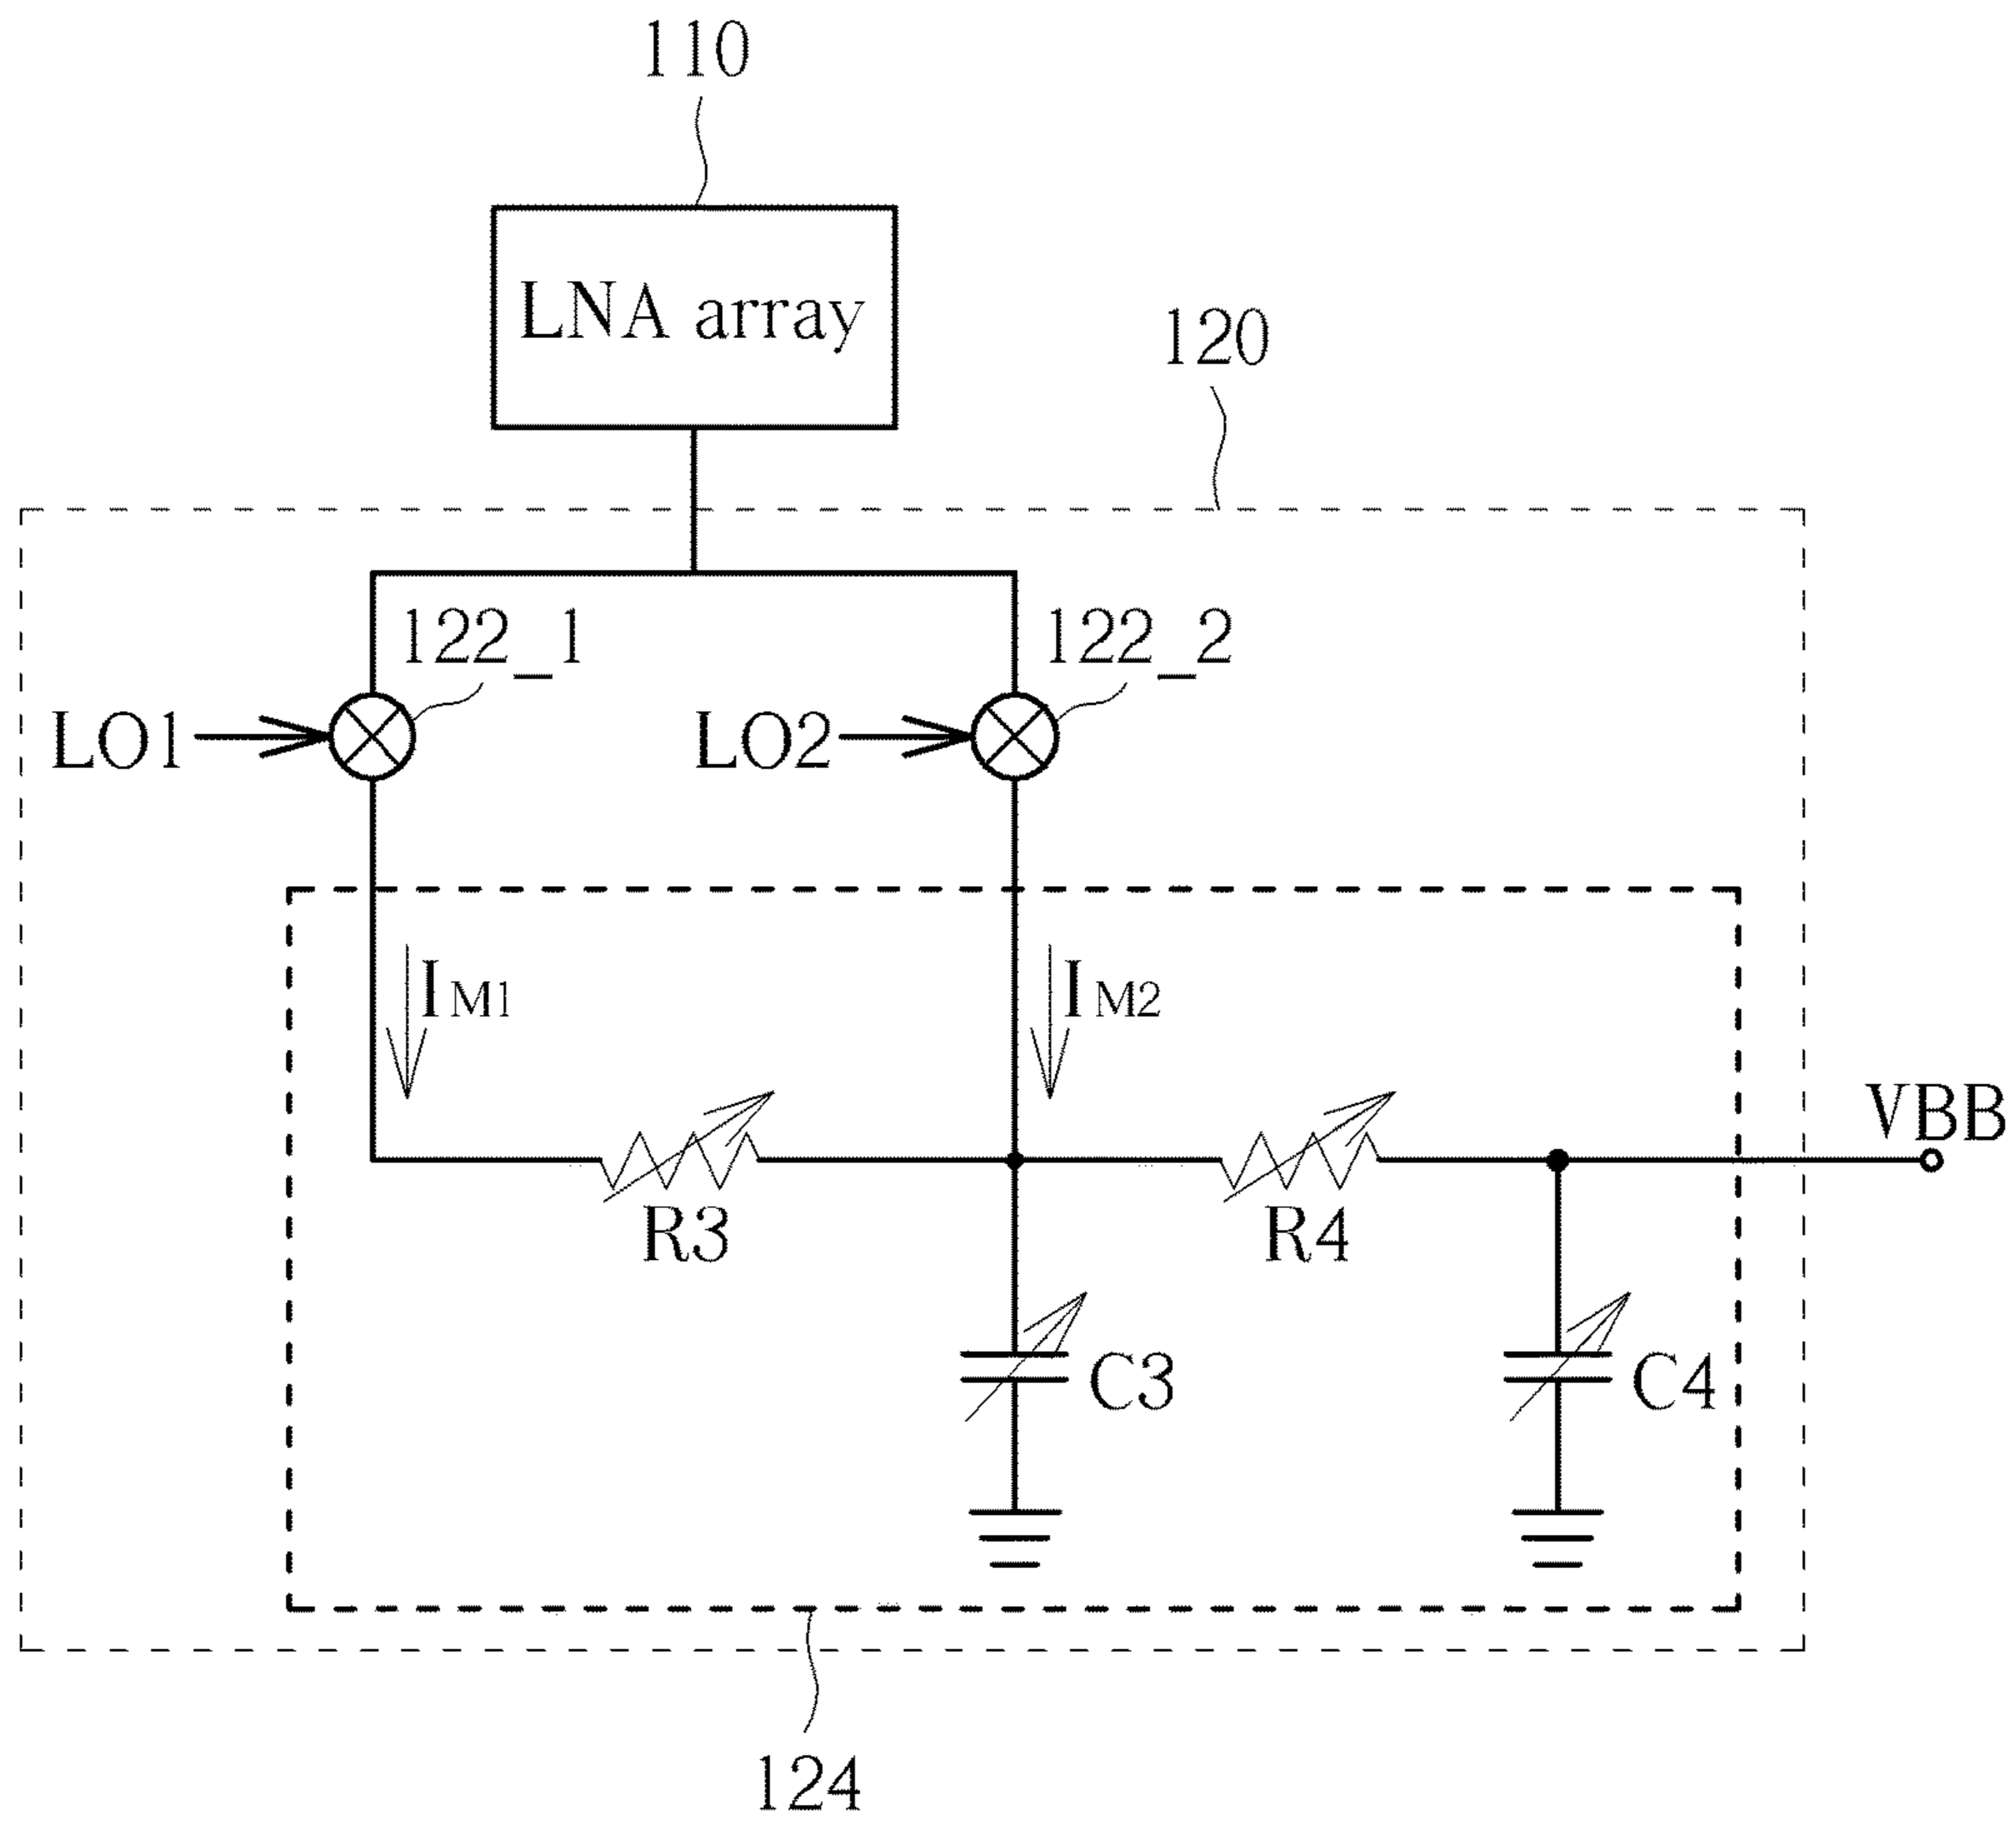 110
LNA array
120
122_1
122_2
LO1
LO2
IM1
IM2
VBB
R3
R4
C3
C4
124